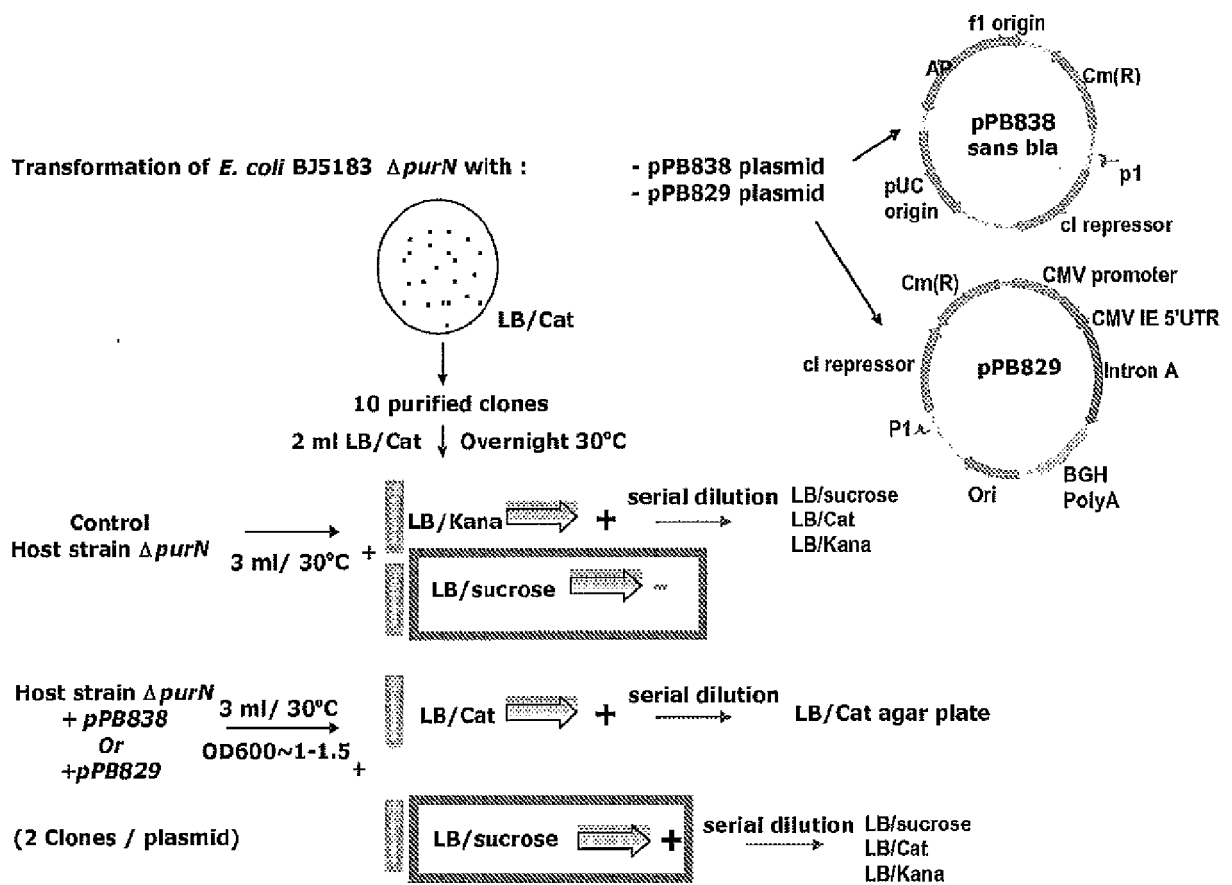 f1 origin
AP
Cm(R)
pPB838
sans bla
p1
pUC
origin
cI repressor
Transformation of E. coli BJ5183 ΔpurN with :
- pPB838 plasmid
- pPB829 plasmid
LB/Cat
Cm(R)
CMV promoter
CMV IE 5'UTR
cI repressor
pPB829
Intron A
P1
Ori
BGH
PolyA
10 purified clones
2 ml LB/Cat
Overnight 30°C
Control
Host strain ΔpurN
3 ml/ 30°C
+
LB/Kana
+
serial dilution
LB/sucrose
LB/Cat
LB/Kana
LB/sucrose
~
Host strain ΔpurN
+ pPB838
Or
+pPB829
3 ml/ 30°C
OD600~1-1.5
+
LB/Cat
+
serial dilution
LB/Cat agar plate
(2 Clones / plasmid)
LB/sucrose
+
serial dilution
LB/sucrose
LB/Cat
LB/Kana